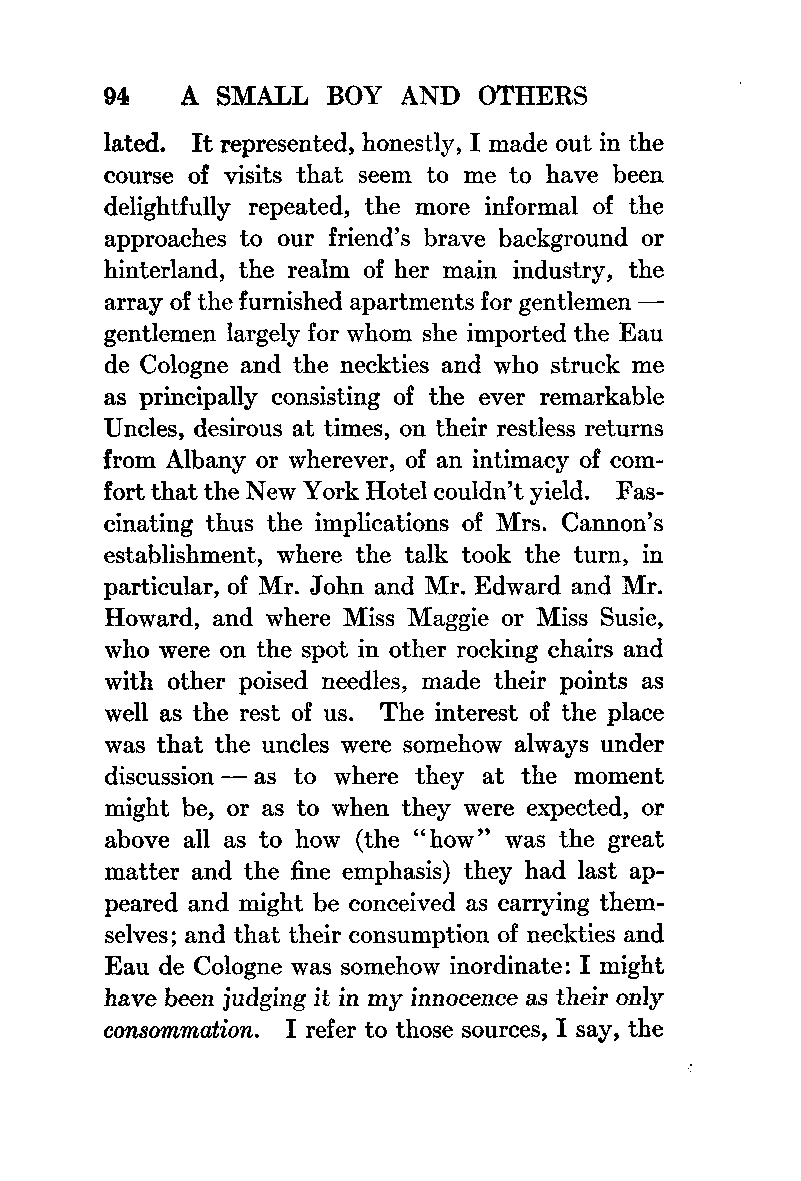 94 A SMALL BOY AND OTHERS
lated. It represented, honestly, I made out in the
course of visits that seem to me to have been
delightfully repeated, the more informal of the
approaches to our friend's brave background or
hinterland, the realm of her main industry, the
array of the furnished apartments for gentlemen —
gentlemen largely for whom she imported the Eau
de Cologne and the neckties and who struck me
as principally consisting of the ever remarkable
Uncles, desirous at times, on their restless returns
from Albany or wherever, of an intimacy of com-
fort that the New York Hotel couldn't yield. Fas-
cinating thus the implications of Mrs. Cannon's
establishment, where the talk took the turn, in
particular, of Mr. John and Mr. Edward and Mr.
Howard, and where Miss Maggie or Miss Susie,
who were on the spot in other rocking chairs and
with other poised needles, made their points as
well as the rest of us. The interest of the place
was that the uncles were somehow always under
discussion — as to where they at the moment
might be, or as to when they were expected, or
above all as to how (the "how" was the great
matter and the fine emphasis) they had last ap-
peared and might be conceived as carrying them-
selves; and that their consumption of neckties and
Eau de Cologne was somehow inordinate: I might
have been judging it in my innocence as their only
consommation. I refer to those sources, I say, the